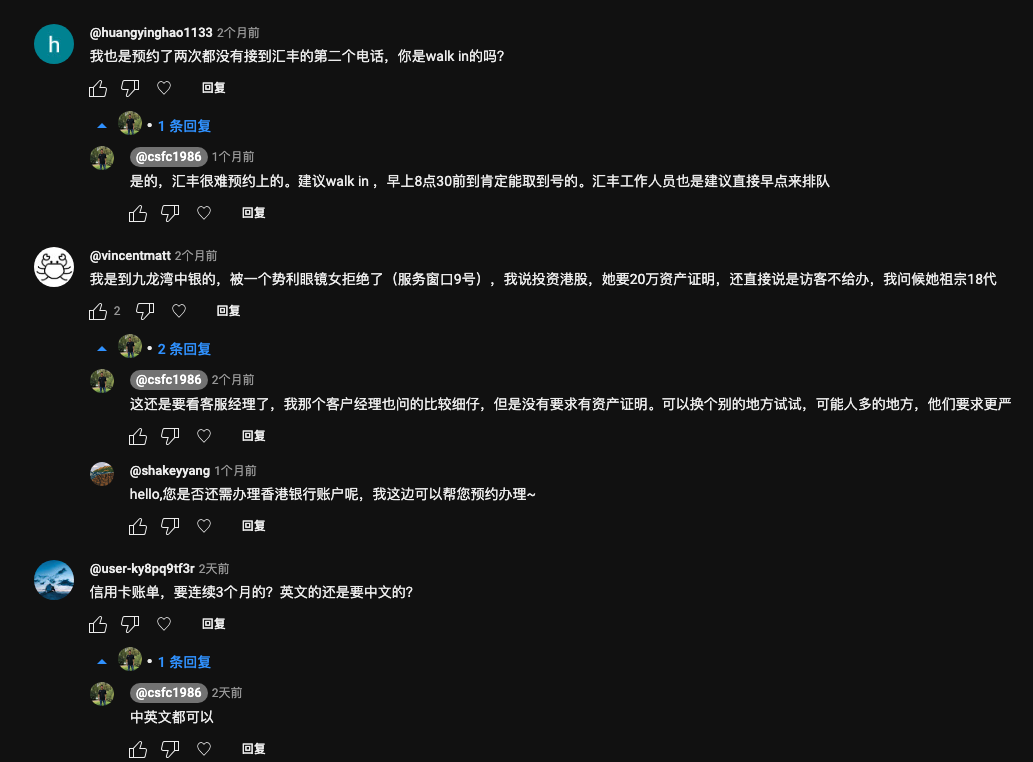 h
@huangyinghao1133 2个月前
我也是预约了两次都没有接到汇丰的第二个电话，你是walk in的吗？
回复
• 1 条回复
@csfc1986 1个月前
是的，汇丰很难预约上的。建议walk in ，早上8点30前到肯定能取到号的。汇丰工作人员也是建议直接早点来排队
回复
@vincentmatt 2个月前
我是到九龙湾中银的，被一个势利眼镜女拒绝了（服务窗口9号），我说投资港股，她要20万资产证明，还直接说是访客不给办，我问候她祖宗18代
2 回复
• 2 条回复
@csfc1986 2个月前
这还是要看客服经理了，我那个客户经理也问的比较细仔，但是没有要求有资产证明。可以换个别的地方试试，可能人多的地方，他们要求更严
回复
@shakeyyang 1个月前
hello,您是否还需办理香港银行账户呢，我这边可以帮您预约办理~
回复
@user-ky8pq9tf3r 2天前
信用卡账单，要连续3个月的？英文的还是要中文的？
回复
• 1 条回复
@csfc1986 2天前
中英文都可以
回复